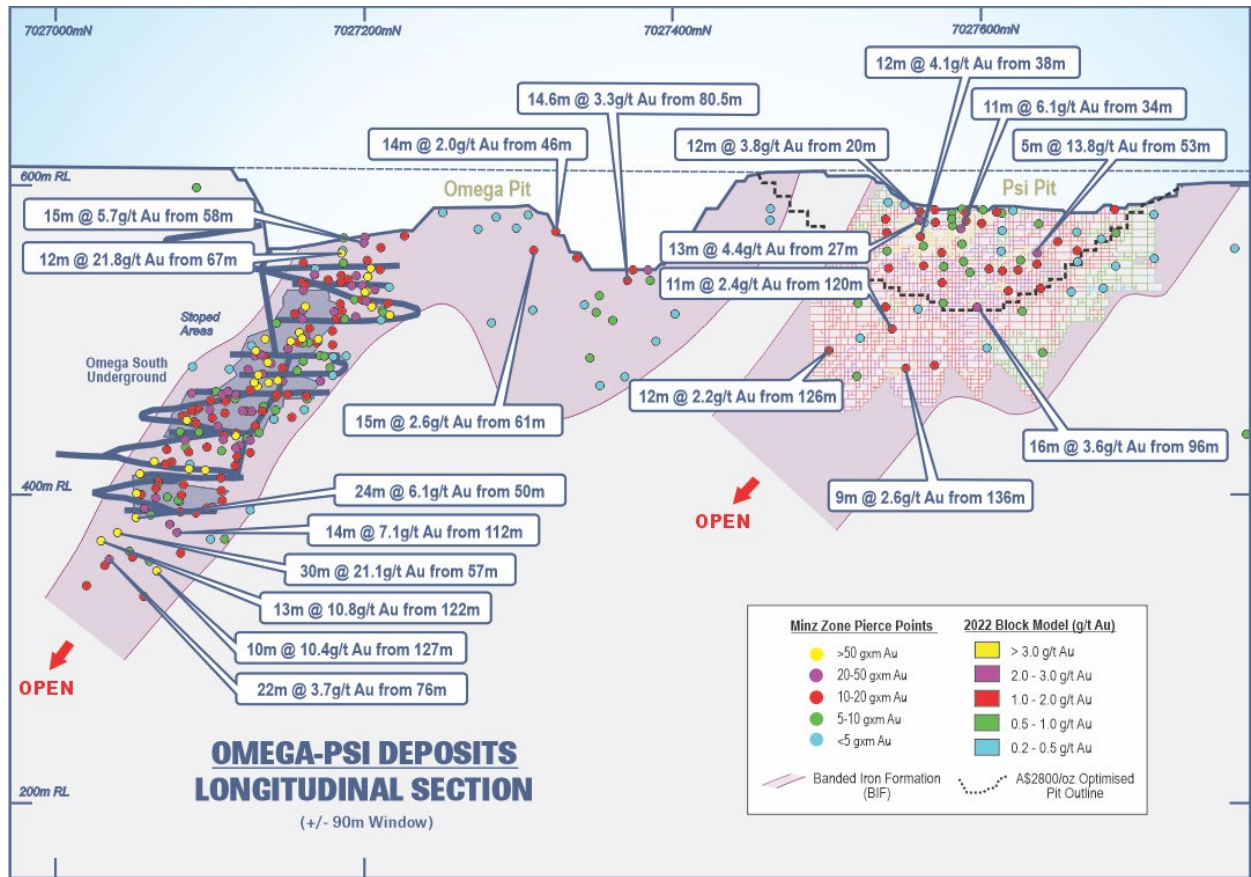 7027000mN
7027200mN
7027400mN
7027600mN
12m @ 4.1g/t Au from 38m
14.6m @ 3.3g/t Au from 80.5m
11m @ 6.1g/t Au from 34m
14m @ 2.0g/t Au from 46m
12m @ 3.8g/t Au from 20m
5m @ 13.8g/t Au from 53m
600m RL
Omega Pit
Psi Pit
15m @ 5.7g/t Au from 58m
12m @ 21.8g/t Au from 67m
13m @ 4.4g/t Au from 27m
11m @ 2.4g/t Au from 120m
Stoped
Areas
Omega South
Underground
12m @ 2.2g/t Au from 126m
15m @ 2.6g/t Au from 61m
16m @ 3.6g/t Au from 96m
400m RL
24m @ 6.1g/t Au from 50m
9m @ 2.6g/t Au from 136m
OPEN
14m @ 7.1g/t Au from 112m
30m @ 21.1g/t Au from 57m
13m @ 10.8g/t Au from 122m
10m @ 10.4g/t Au from 127m
22m @ 3.7g/t Au from 76m
OPEN
Minz Zone Pierce Points
>50 gxm Au
20-50 gxm Au
10-20 gxm Au
5-10 gxm Au
<5 gxm Au
2022 Block Model (g/t Au)
> 3.0 g/t Au
2.0 - 3.0 g/t Au
1.0 - 2.0 g/t Au
0.5 - 1.0 g/t Au
0.2 - 0.5 g/t Au
Banded Iron Formation
(BIF)
A$2800/oz Optimised
Pit Outline
OMEGA-PSI DEPOSITS
LONGITUDINAL SECTION
(+/- 90m Window)
200m RL